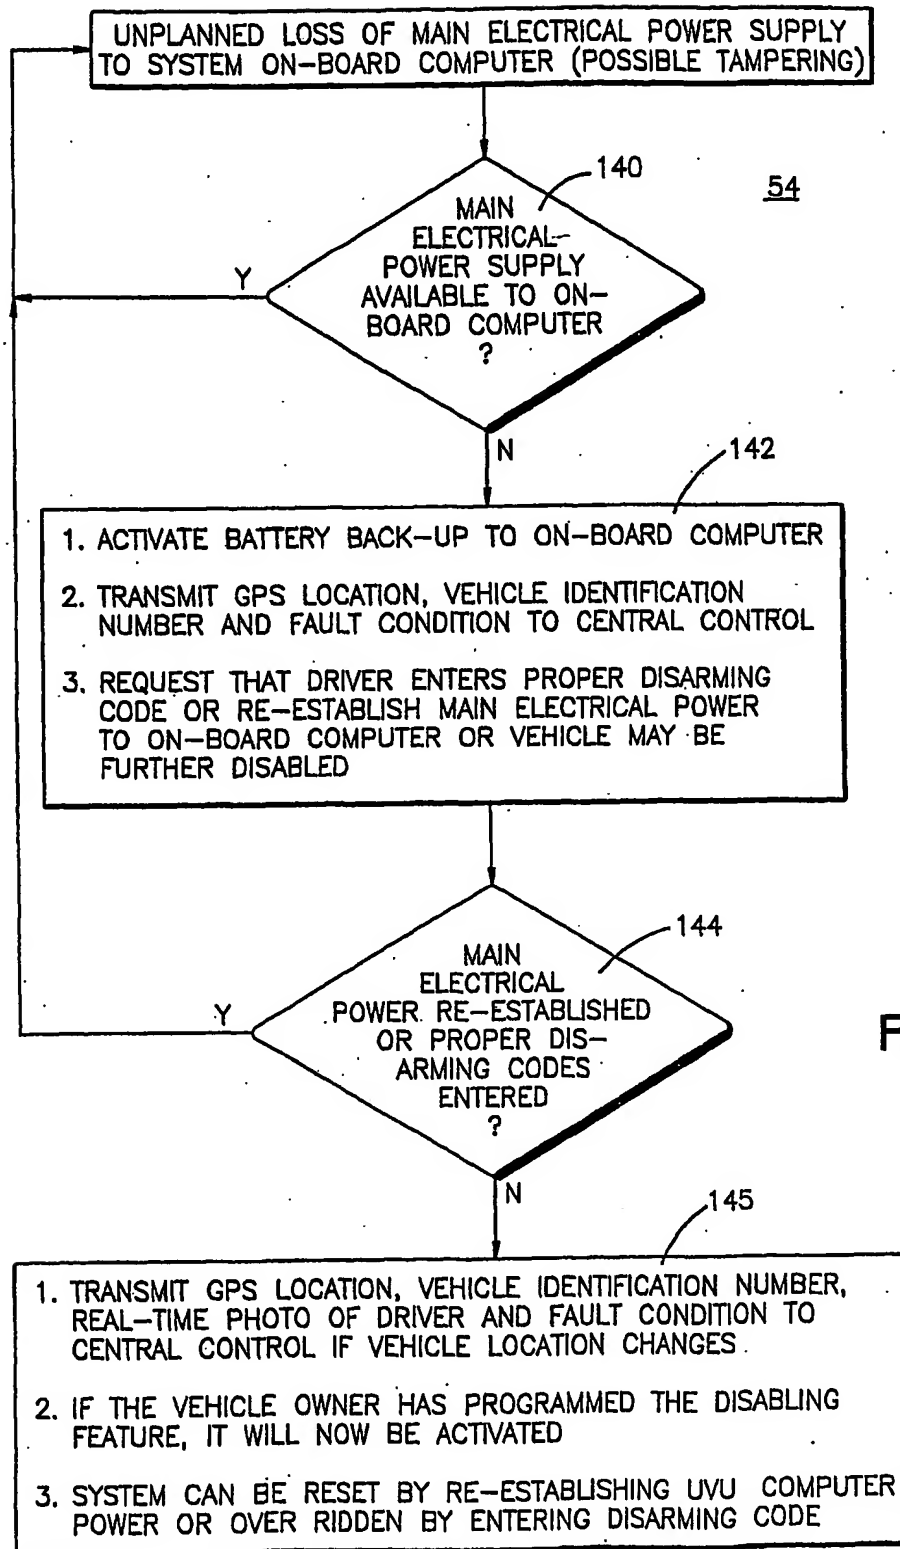 UNPLANNED LOSS OF MAIN ELECTRICAL POWER SUPPLY
TO SYSTEM ON-BOARD COMPUTER (POSSIBLE TAMPERING)
140
54
MAIN
ELECTRICAL-
POWER SUPPLY
AVAILABLE TO ON-
BOARD COMPUTER
?
Y
N
142
1. ACTIVATE BATTERY BACK-UP TO ON-BOARD COMPUTER
2. TRANSMIT GPS LOCATION, VEHICLE IDENTIFICATION
NUMBER AND FAULT CONDITION TO CENTRAL CONTROL
3. REQUEST THAT DRIVER ENTERS PROPER DISARMING
CODE OR RE-ESTABLISH MAIN ELECTRICAL POWER
TO ON-BOARD COMPUTER OR VEHICLE MAY BE
FURTHER DISABLED
144
MAIN
ELECTRICAL
POWER RE-ESTABLISHED
OR PROPER DIS-
ARMING CODES
ENTERED
?
Y
F
N
145
1. TRANSMIT GPS LOCATION, VEHICLE IDENTIFICATION NUMBER,
REAL-TIME PHOTO OF DRIVER AND FAULT CONDITION TO
CENTRAL CONTROL IF VEHICLE LOCATION CHANGES
2. IF THE VEHICLE OWNER HAS PROGRAMMED THE DISABLING
FEATURE, IT WILL NOW BE ACTIVATED
3. SYSTEM CAN BE RESET BY RE-ESTABLISHING UVU COMPUTER
POWER OR OVER RIDDEN BY ENTERING DISARMING CODE